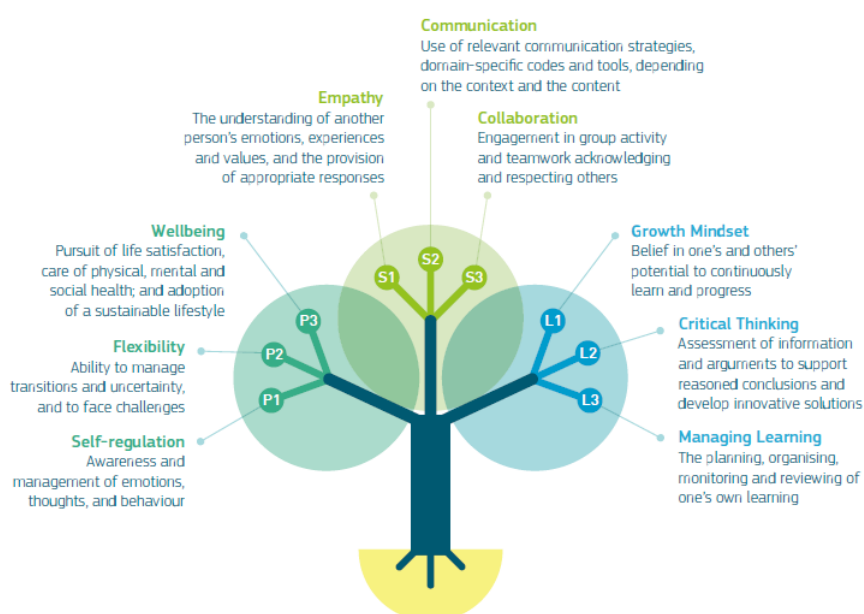 Communication
Use of relevant communication strategies,
domain-specific codes and tools, depending
on the context and the content
Empathy
The understanding of another
person's emotions, experiences
and values, and the provision
of appropriate responses
Collaboration
Engagement in group activity
and teamwork acknowledging
and respecting others
Wellbeing
Pursuit of life satisfaction,
care of physical, mental and
social health; and adoption
of a sustainable lifestyle
Flexibility
Ability to manage
transitions and uncertainty,
and to face challenges
Self-regulation
Awareness and
management of emotions,
thoughts, and behaviour
P3
P2
P1
S1
S2
S3
L1
L2
L3
Growth Mindset
Belief in one's and others'
potential to continuously
learn and progress
Critical Thinking
Assessment of information
and arguments to support
reasoned conclusions and
develop innovative solutions
Managing Learning
The planning, organising,
monitoring and reviewing of
one's own learning